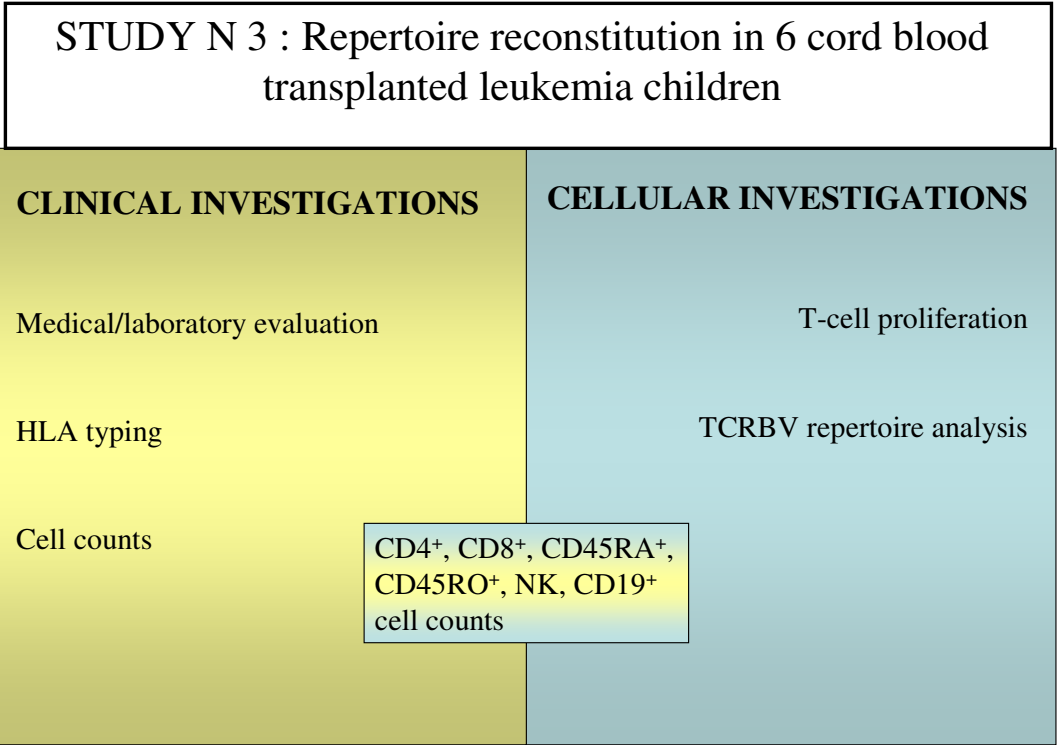 STUDY N 3 : Repertoire reconstitution in 6 cord blood
transplanted leukemia children
CLINICAL INVESTIGATIONS
Medical/laboratory evaluation
HLA typing
Cell counts
CELLULAR INVESTIGATIONS
T-cell proliferation
TCRBV repertoire analysis
CD4⁺, CD8⁺, CD45RA⁺,
CD45RO⁺, NK, CD19⁺
cell counts